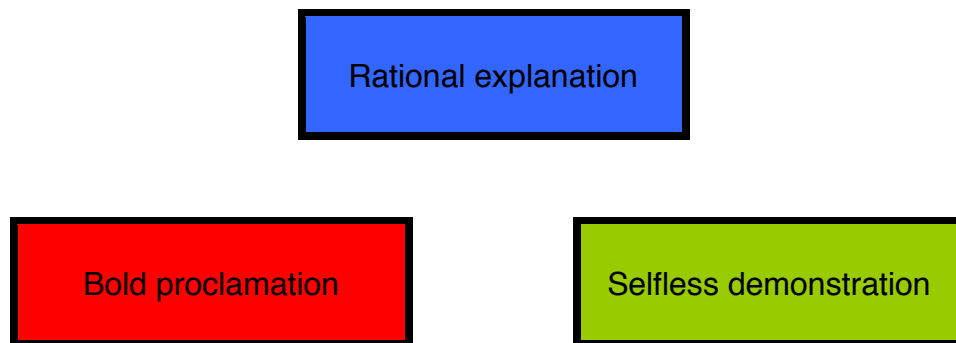 Rational explanation
Bold proclamation
Selfless demonstration